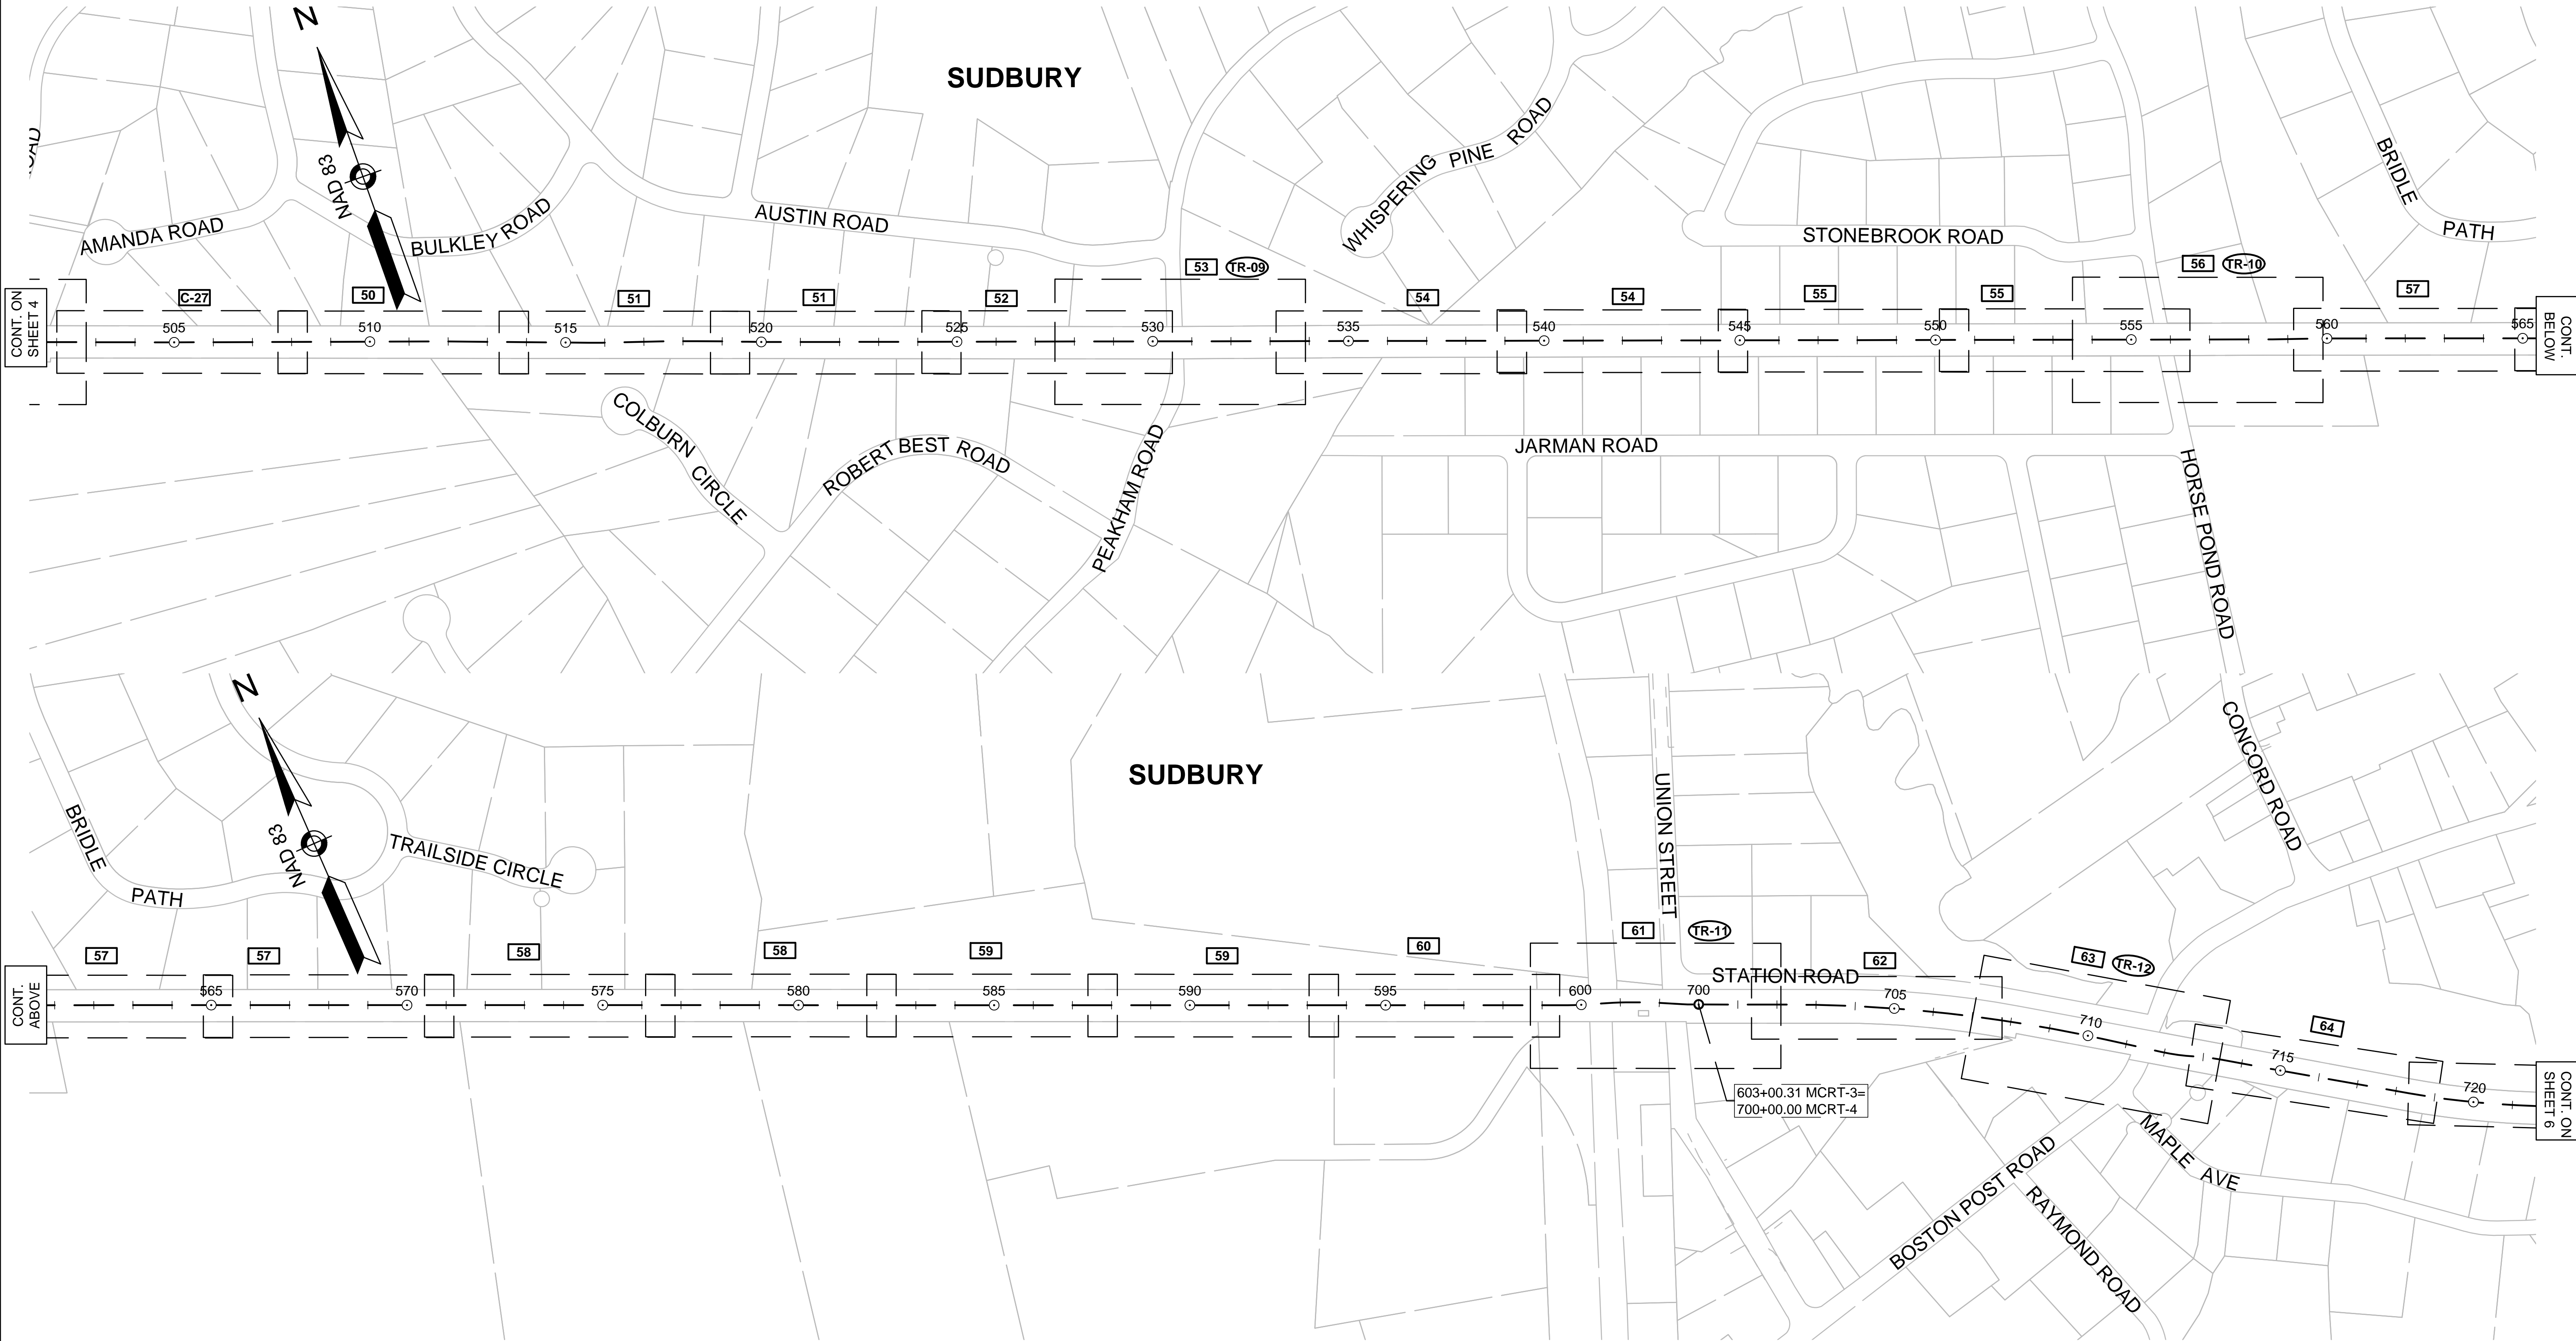 N
NAD 83
SUDBURY
ROAD
AMANDA ROAD
BULKLEY ROAD
AUSTIN ROAD
WHISPERING PINE ROAD
STONEBROOK ROAD
BRIDLE
PATH
CONT. ON
SHEET 4
C-27
50
51
51
52
53
TR-09
54
54
55
55
56
TR-10
57
505
510
515
520
525
530
535
540
545
550
555
560
565
CONT.
BELOW
COLBURN CIRCLE
ROBERT BEST ROAD
PEAKHAM ROAD
JARMAN ROAD
HORSE POND ROAD
N
NAD 83
SUDBURY
BRIDLE
PATH
TRAILSIDE CIRCLE
UNION STREET
CONCORD ROAD
CONT.
ABOVE
57
57
58
58
59
59
60
61
TR-11
62
63
TR-12
64
STATION ROAD
565
570
575
580
585
590
595
600
700
705
710
715
720
603+00.31 MCRT-3=
700+00.00 MCRT-4
CONT. ON
SHEET 6
MAPLE AVE
BOSTON POST ROAD
RAYMOND ROAD